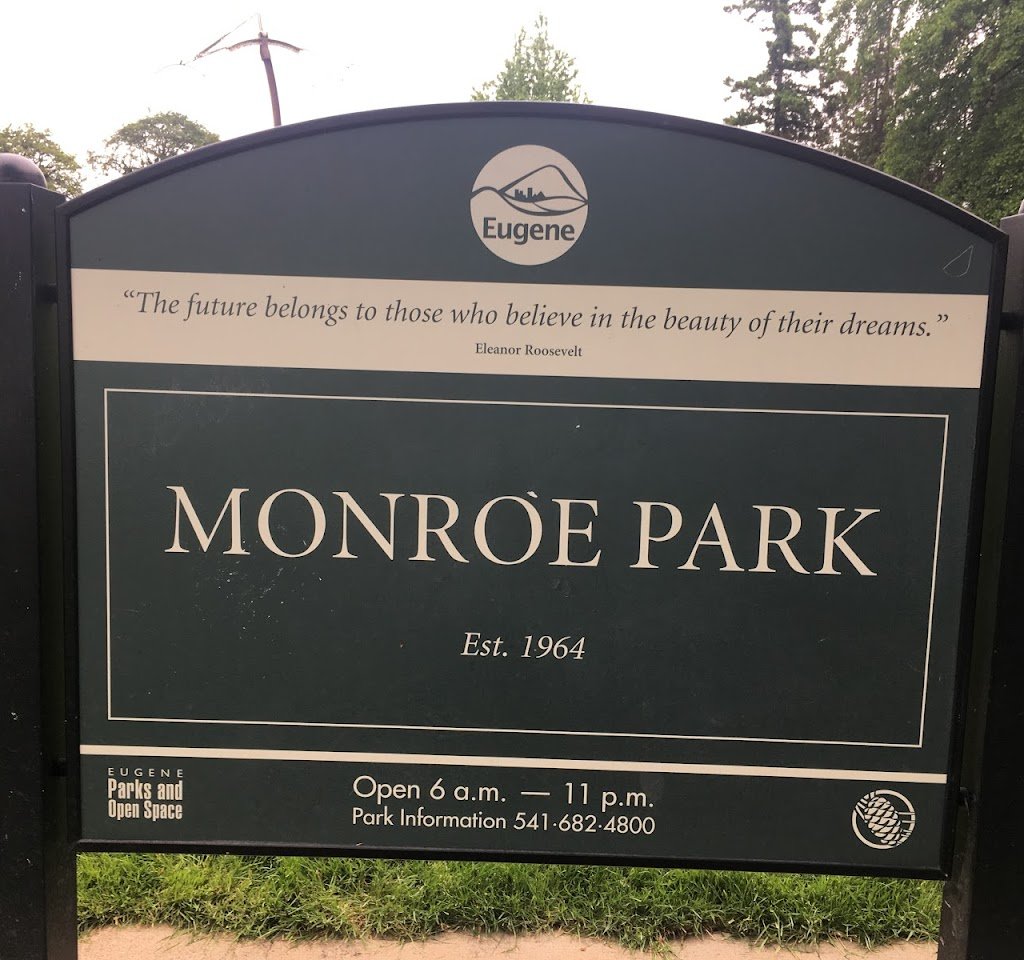 Eugene
“The future belongs to those who believe in the beauty of their dreams.”
Eleanor Roosevelt
MONROE PARK
Est. 1964
EUGENE
Parks and
Open Space
Open 6 a.m. — 11 p.m.
Park Information 541·682·4800